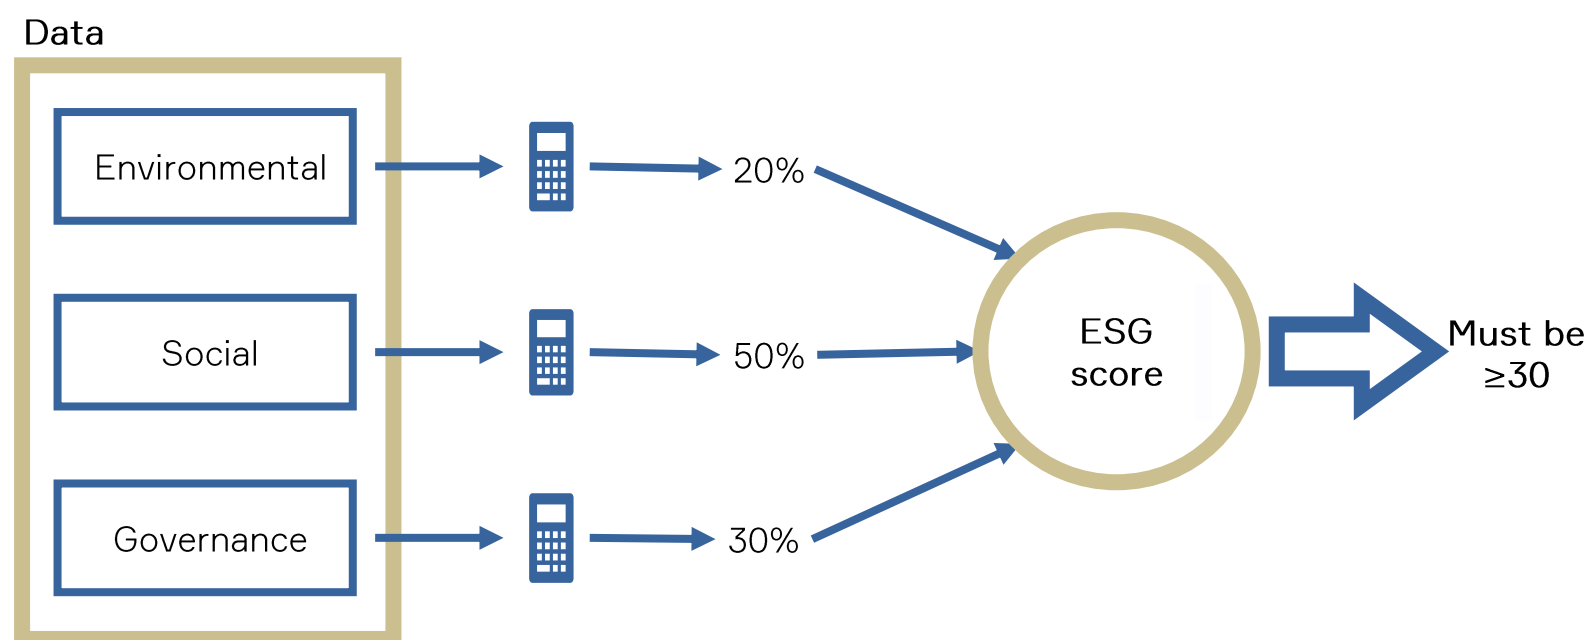 Data
Environmental
20%
Social
50%
Governance
30%
ESG
score
Must be
≥30